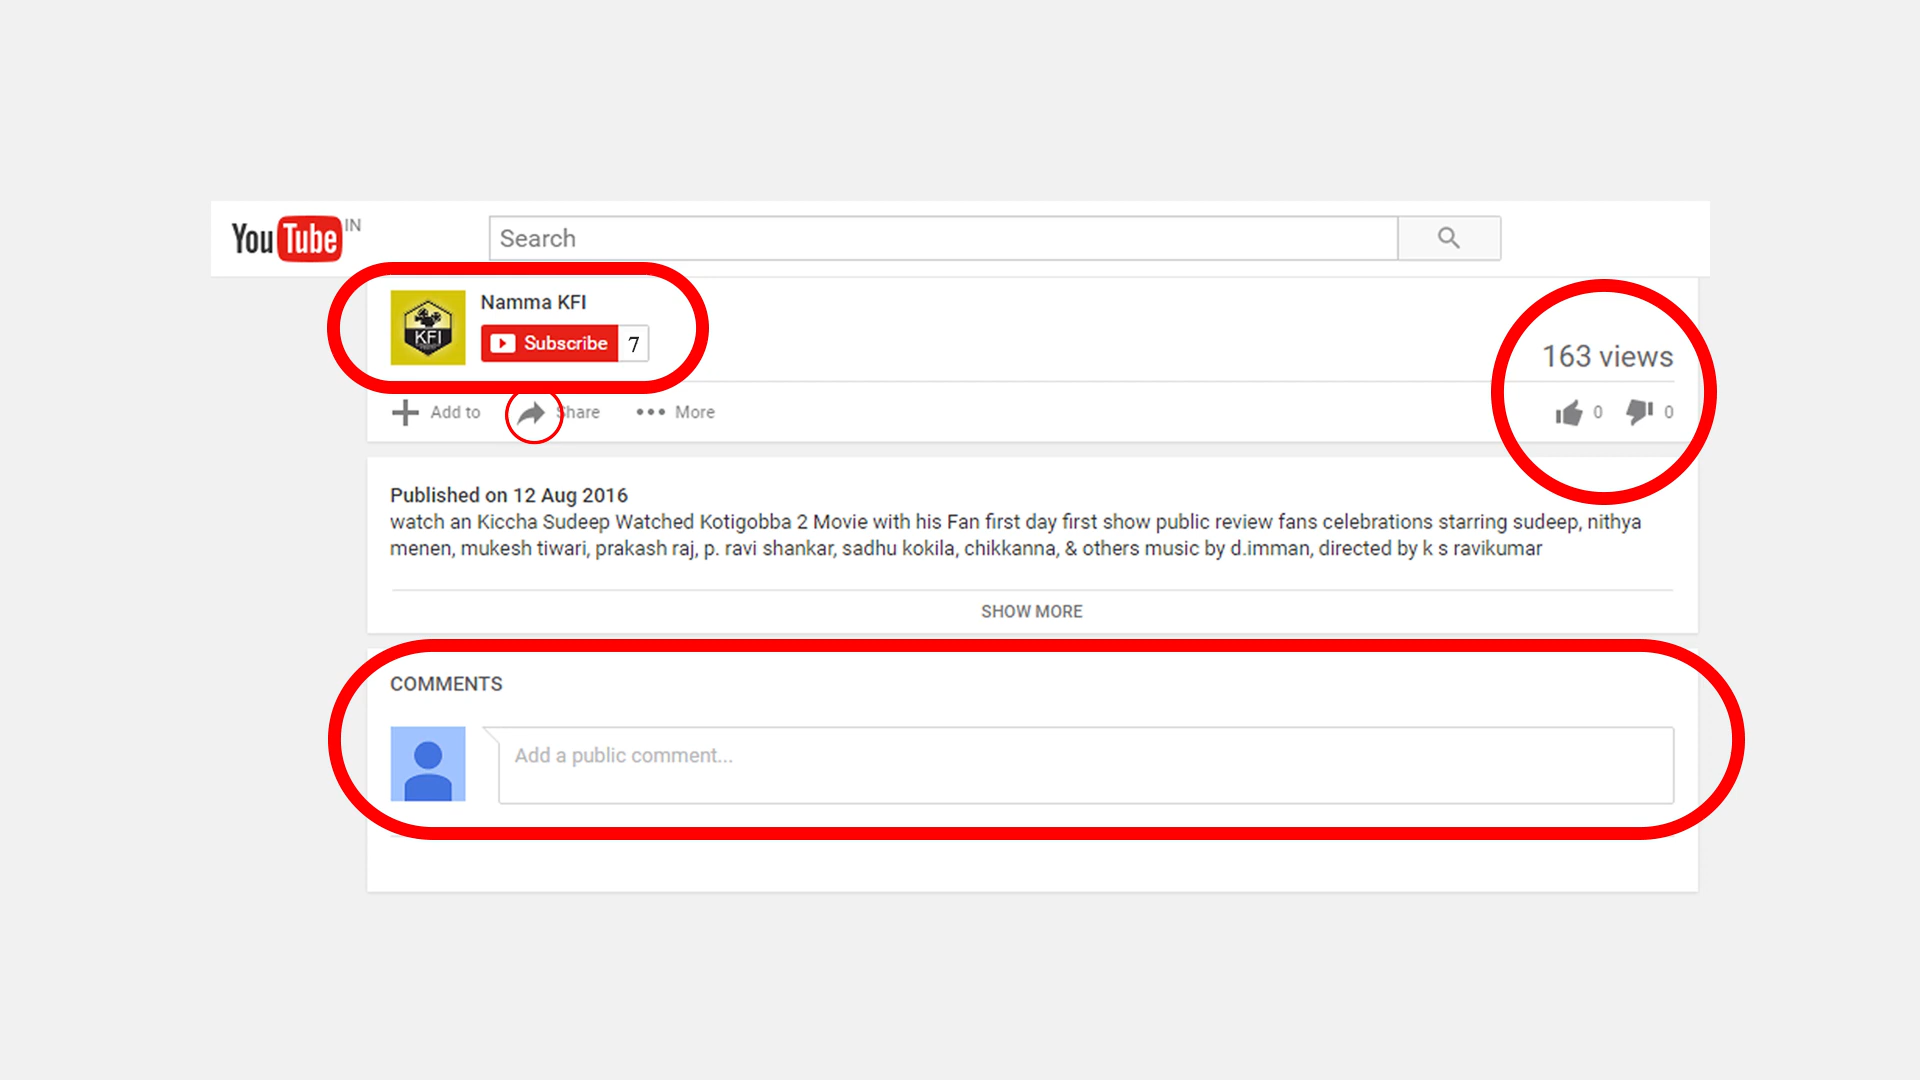 YouTube IN
Search
Namma KFI
KFI
Subscribe 7
163 views
Add to Share More 0 0
Published on 12 Aug 2016
watch an Kiccha Sudeep Watched Kotigobba 2 Movie with his Fan first day first show public review fans celebrations starring sudeep, nithya
menen, mukesh tiwari, prakash raj, p. ravi shankar, sadhu kokila, chikkanna, & others music by d.imman, directed by k s ravikumar
SHOW MORE
COMMENTS
Add a public comment...